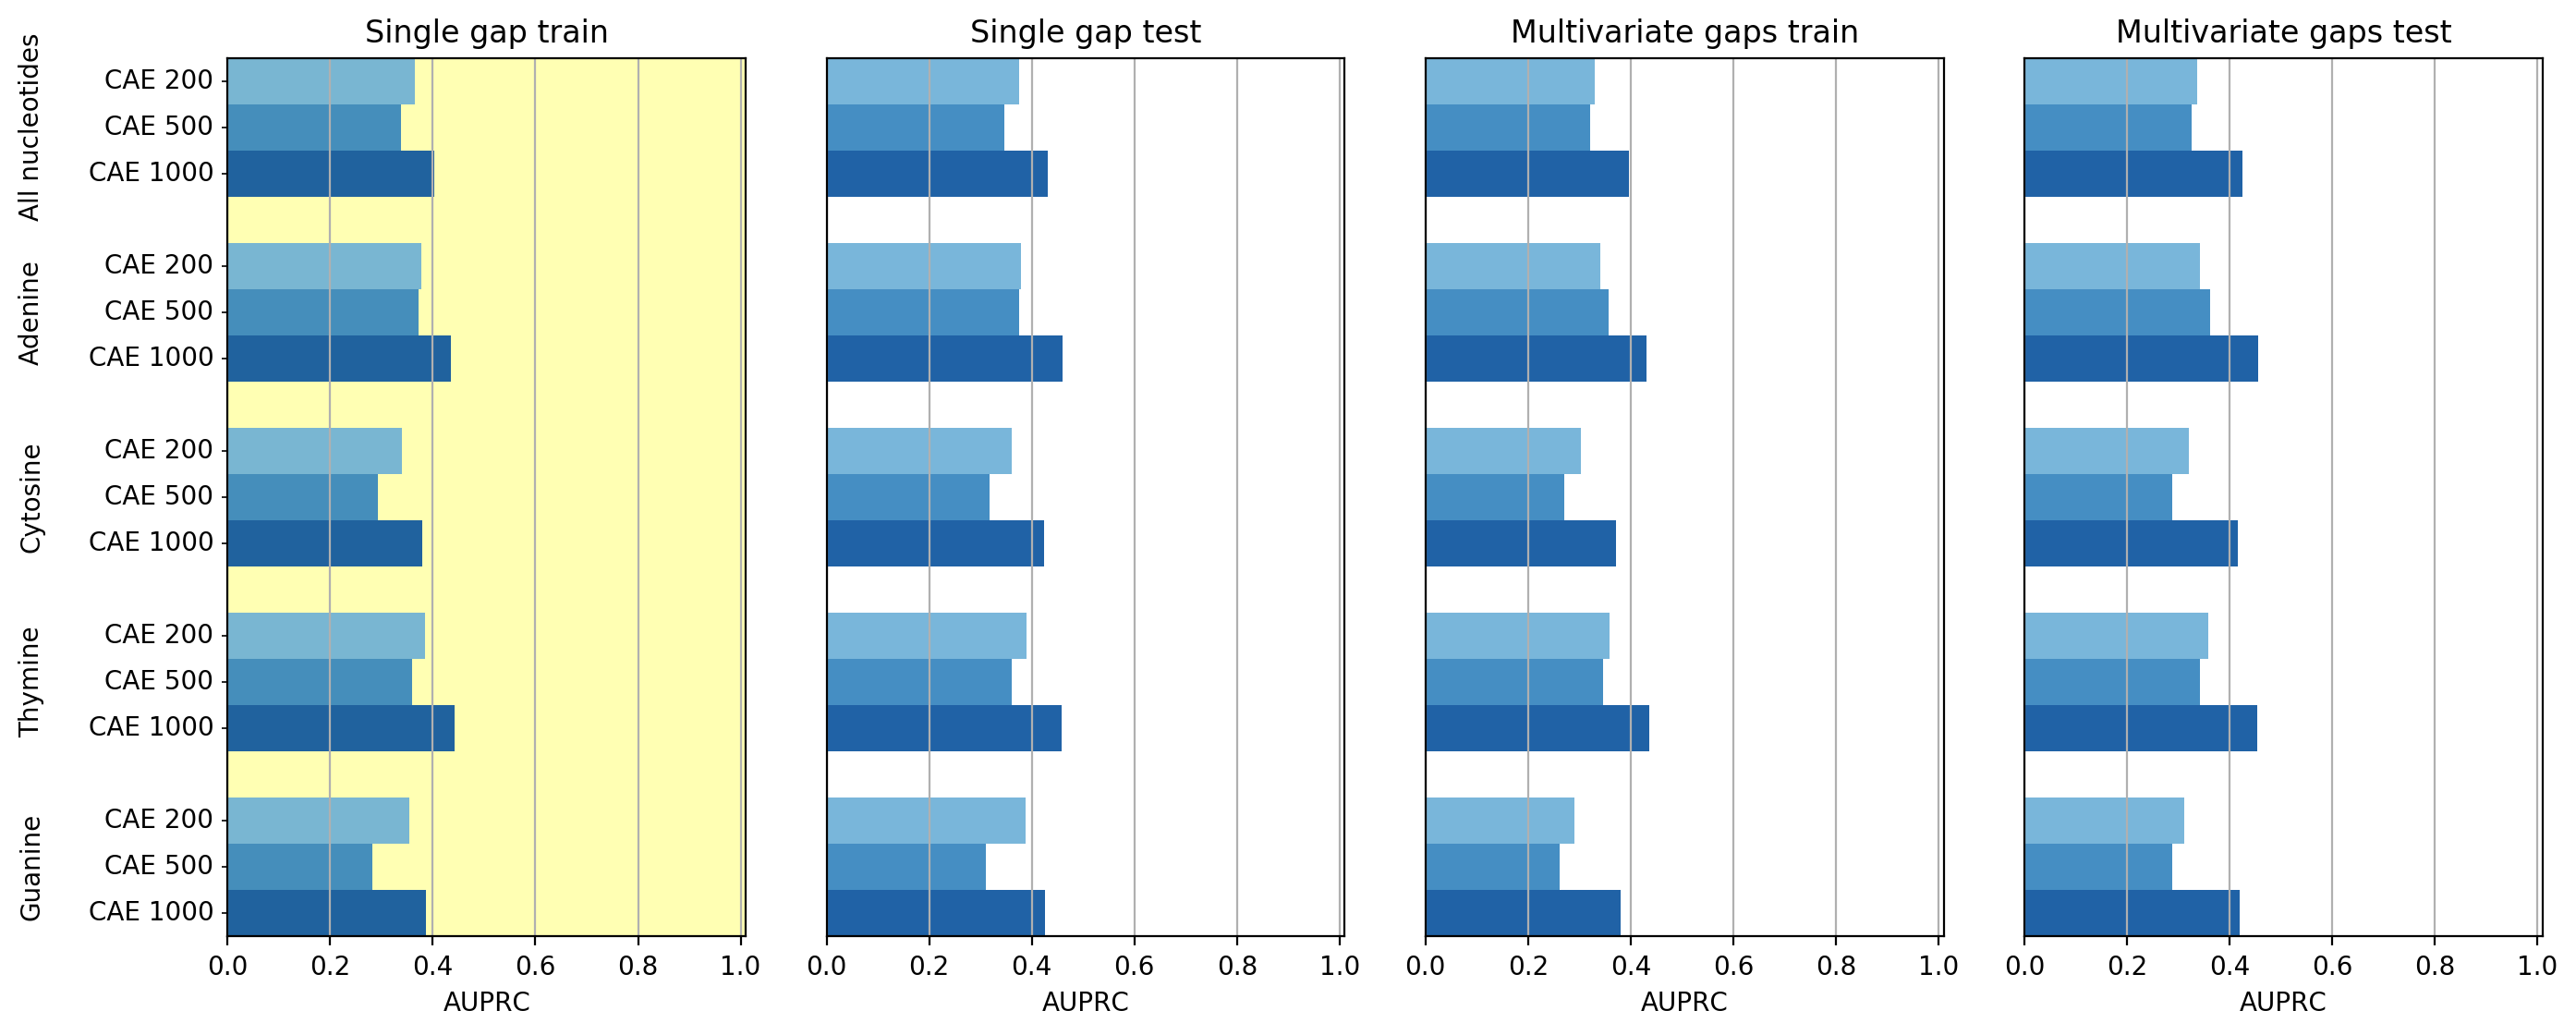 Single gap train
Single gap test
Multivariate gaps train
Multivariate gaps test
All nucleotides
CAE 200
CAE 500
CAE 1000
Adenine
CAE 200
CAE 500
CAE 1000
Cytosine
CAE 200
CAE 500
CAE 1000
Thymine
CAE 200
CAE 500
CAE 1000
Guanine
CAE 200
CAE 500
CAE 1000
0.0 0.2 0.4 0.6 0.8 1.0
AUPRC
0.0 0.2 0.4 0.6 0.8 1.0
AUPRC
0.0 0.2 0.4 0.6 0.8 1.0
AUPRC
0.0 0.2 0.4 0.6 0.8 1.0
AUPRC